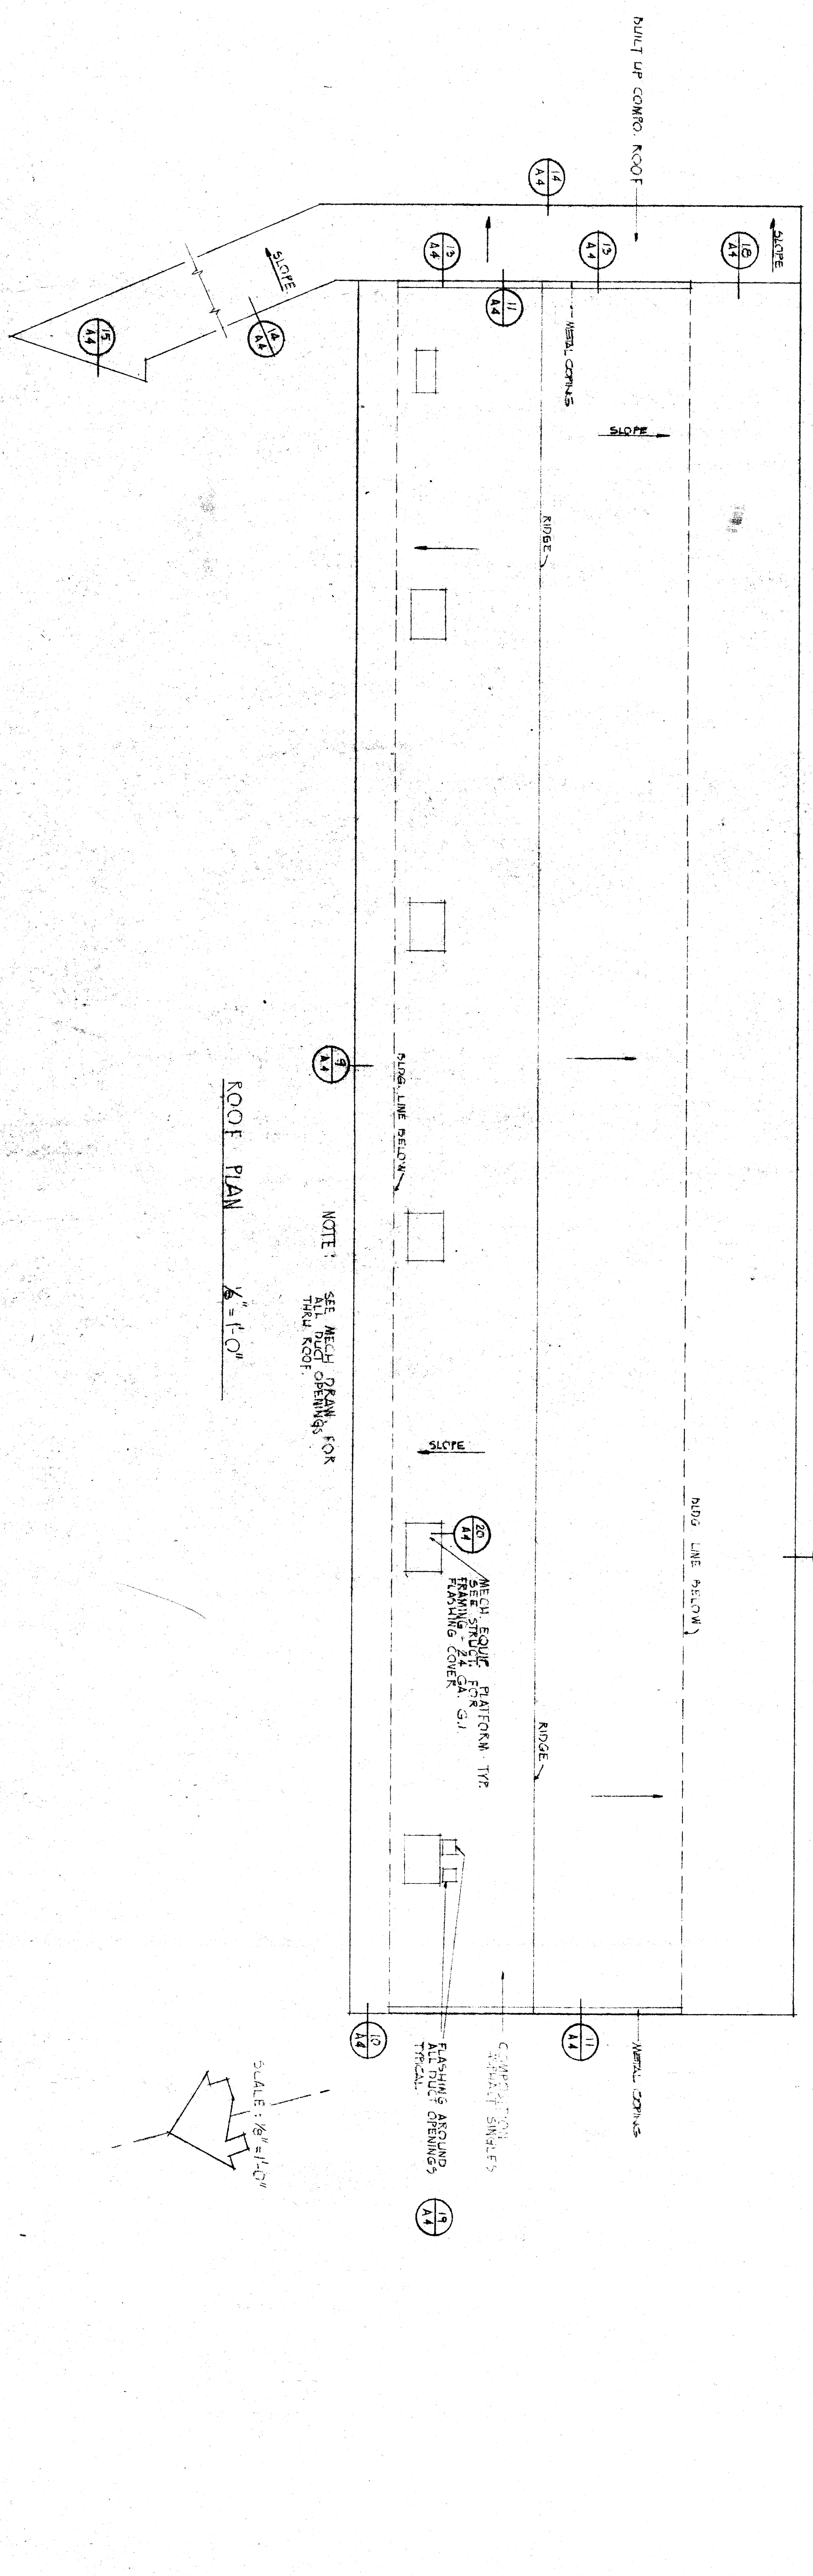 BUILT UP COMPO. ROOF
14
A4
18
A4
SLOPE
13
A4
13
A4
11
A4
METAL COPING
SLOPE
SLOPE
14
A4
15
A4
RIDGE
BLDG. LINE BELOW
9
A4
ROOF PLAN 1/8" = 1'-0"
NOTE:
SEE MECH DRAW. FOR
ALL DUCT OPENINGS
THRU ROOF.
SLOPE
BLDG LINE BELOW
20
A4
MECH. EQUIP. PLATFORM TYP.
SEE STRUCT. FOR
FRAMING - 24 GA. G.I.
FLASHING COVER
RIDGE
METAL COPING
11
A4
SINGLES
FLASHING AROUND
ALL DUCT OPENINGS
TYPICAL
10
A4
19
A4
SCALE: 1/8" = 1'-0"